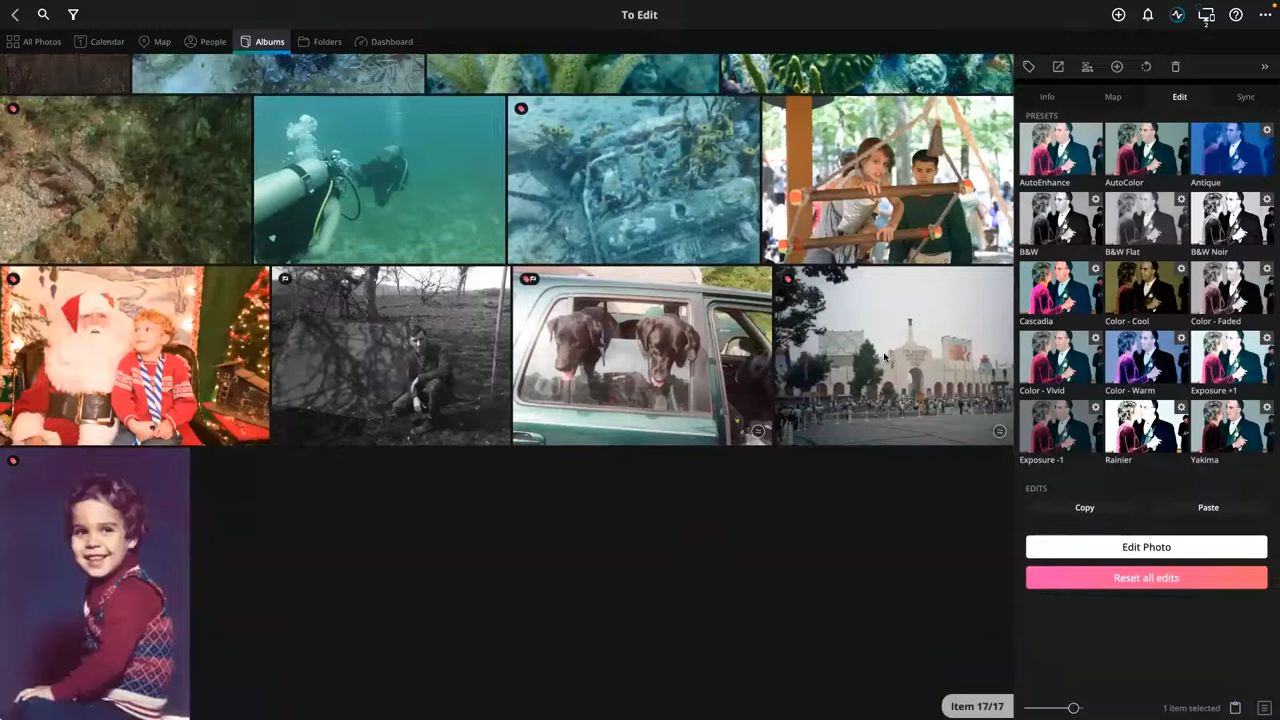 To Edit
2
All Photos Calendar Map People Albums Folders Dashboard
Info Map Edit Sync
PRESETS
AutoEnhance AutoColor Antique
B&W B&W Flat B&W Noir
Cascadia Color - Cool Color - Faded
Color - Vivid Color - Warm Exposure +1
Exposure -1 Rainier Yakima
EDITS
Copy Paste
Edit Photo
Reset all edits
Item 17/17
1 item selected